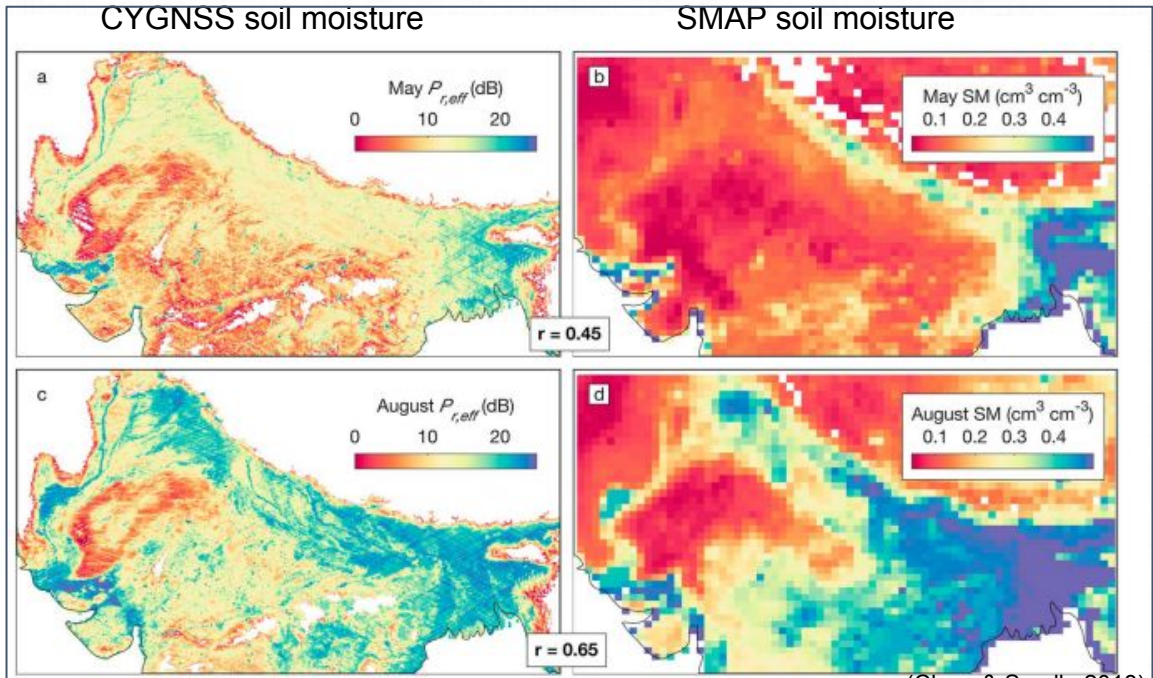 CYGNSS soil moisture
SMAP soil moisture
a
May P r,eff (dB)
0 10 20
b
May SM (cm³ cm⁻³)
0.1 0.2 0.3 0.4
r = 0.45
c
August P r,eff (dB)
0 10 20
d
August SM (cm³ cm⁻³)
0.1 0.2 0.3 0.4
r = 0.65